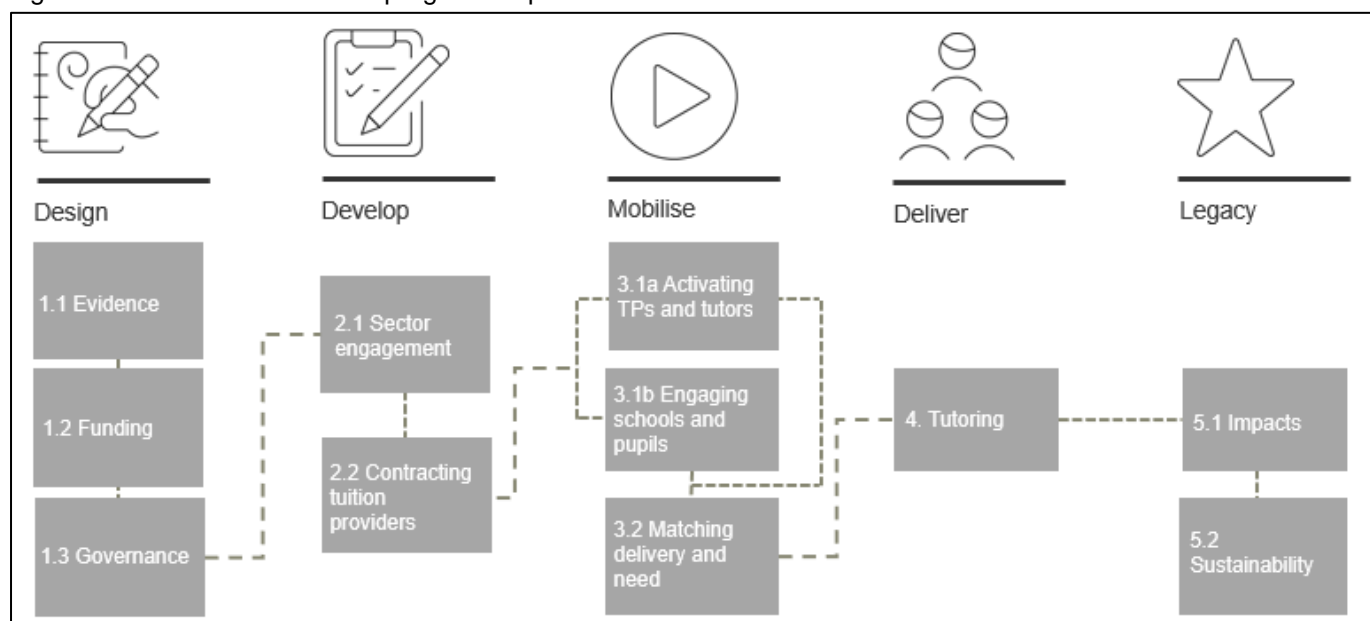 Design
1.1 Evidence
1.2 Funding
1.3 Governance
Develop
2.1 Sector
engagement
2.2 Contracting
tuition
providers
Mobilise
3.1a Activating
TPs and tutors
3.1b Engaging
schools and
pupils
3.2 Matching
delivery and
need
Deliver
4. Tutoring
Legacy
5.1 Impacts
5.2
Sustainability